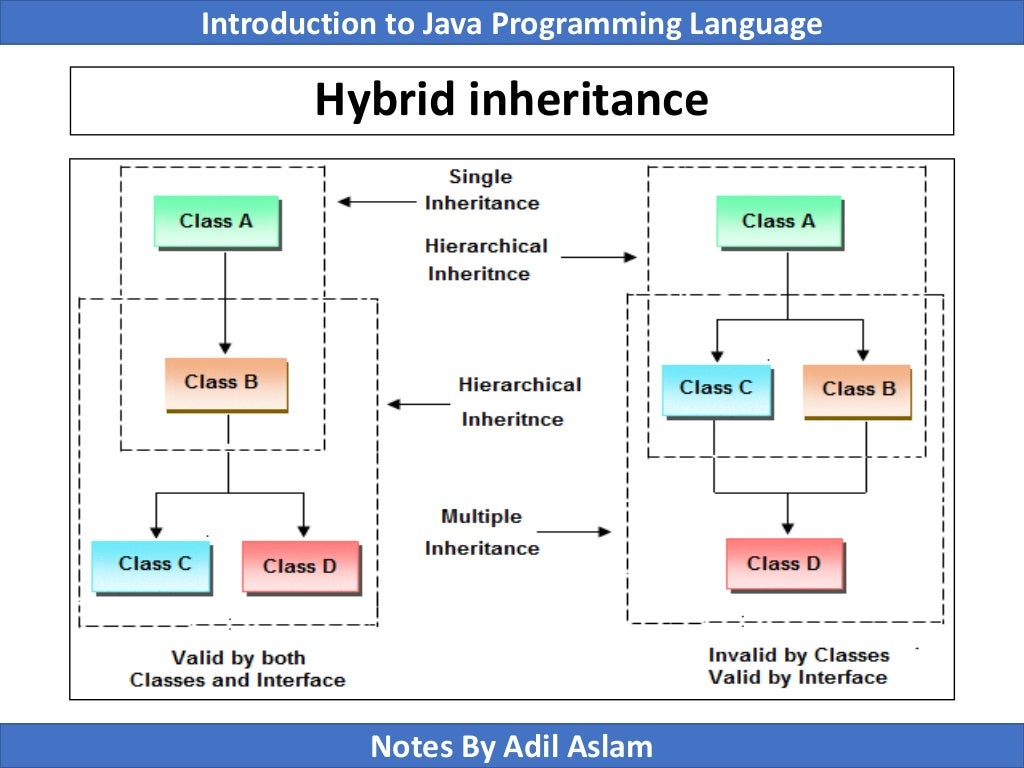 Introduction to Java Programming Language
Hybrid inheritance
Single
Inheritance
Class A
Class A
Hierarchical
Inheritnce
Class B
Hierarchical
Inheritnce
Class C
Class B
Multiple
Inheritance
Class C
Class D
Class D
Valid by both
Classes and Interface
Invalid by Classes
Valid by Interface
Notes By Adil Aslam